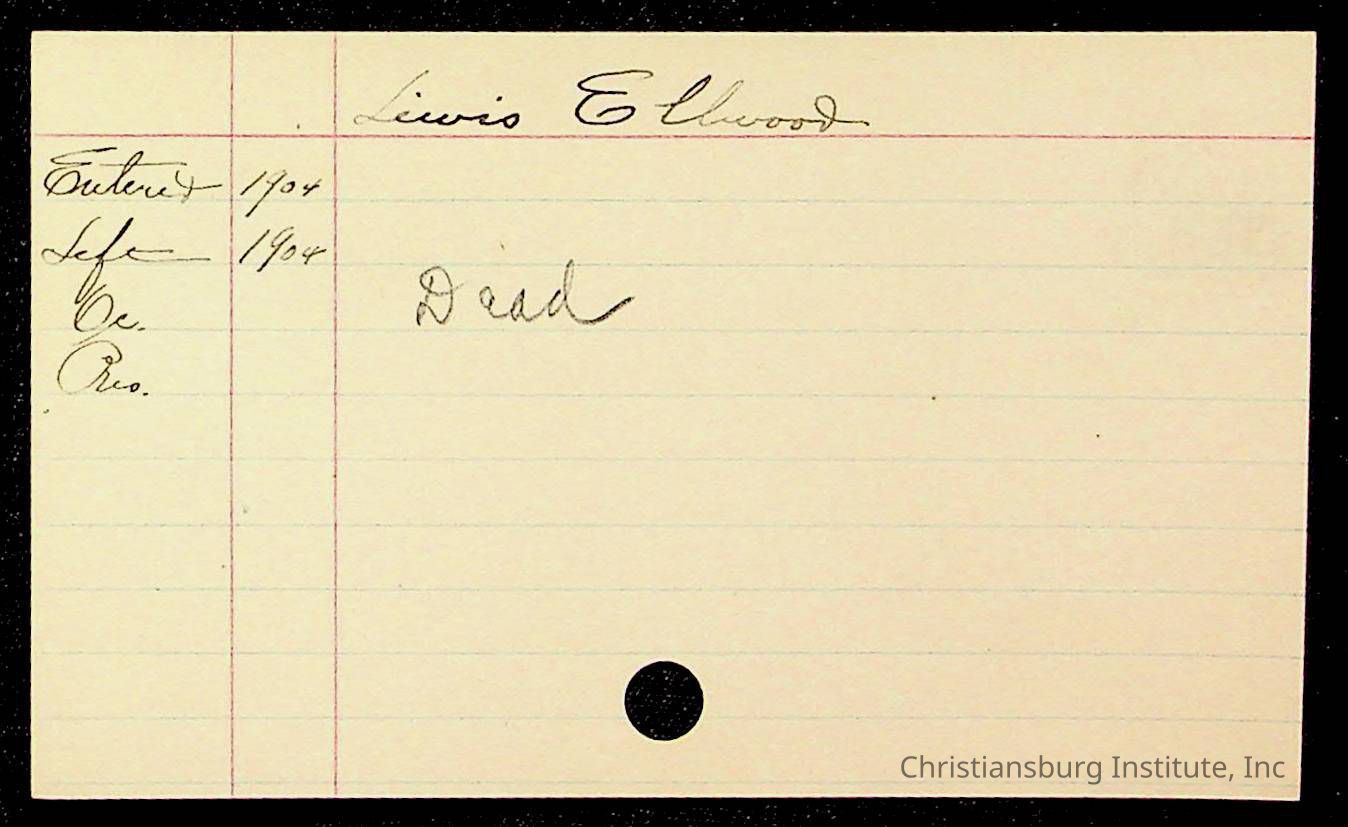 Lewis Ellwood
Entered 1904
Left 1904
Oc.
Dead
Res.
Christiansburg Institute, Inc